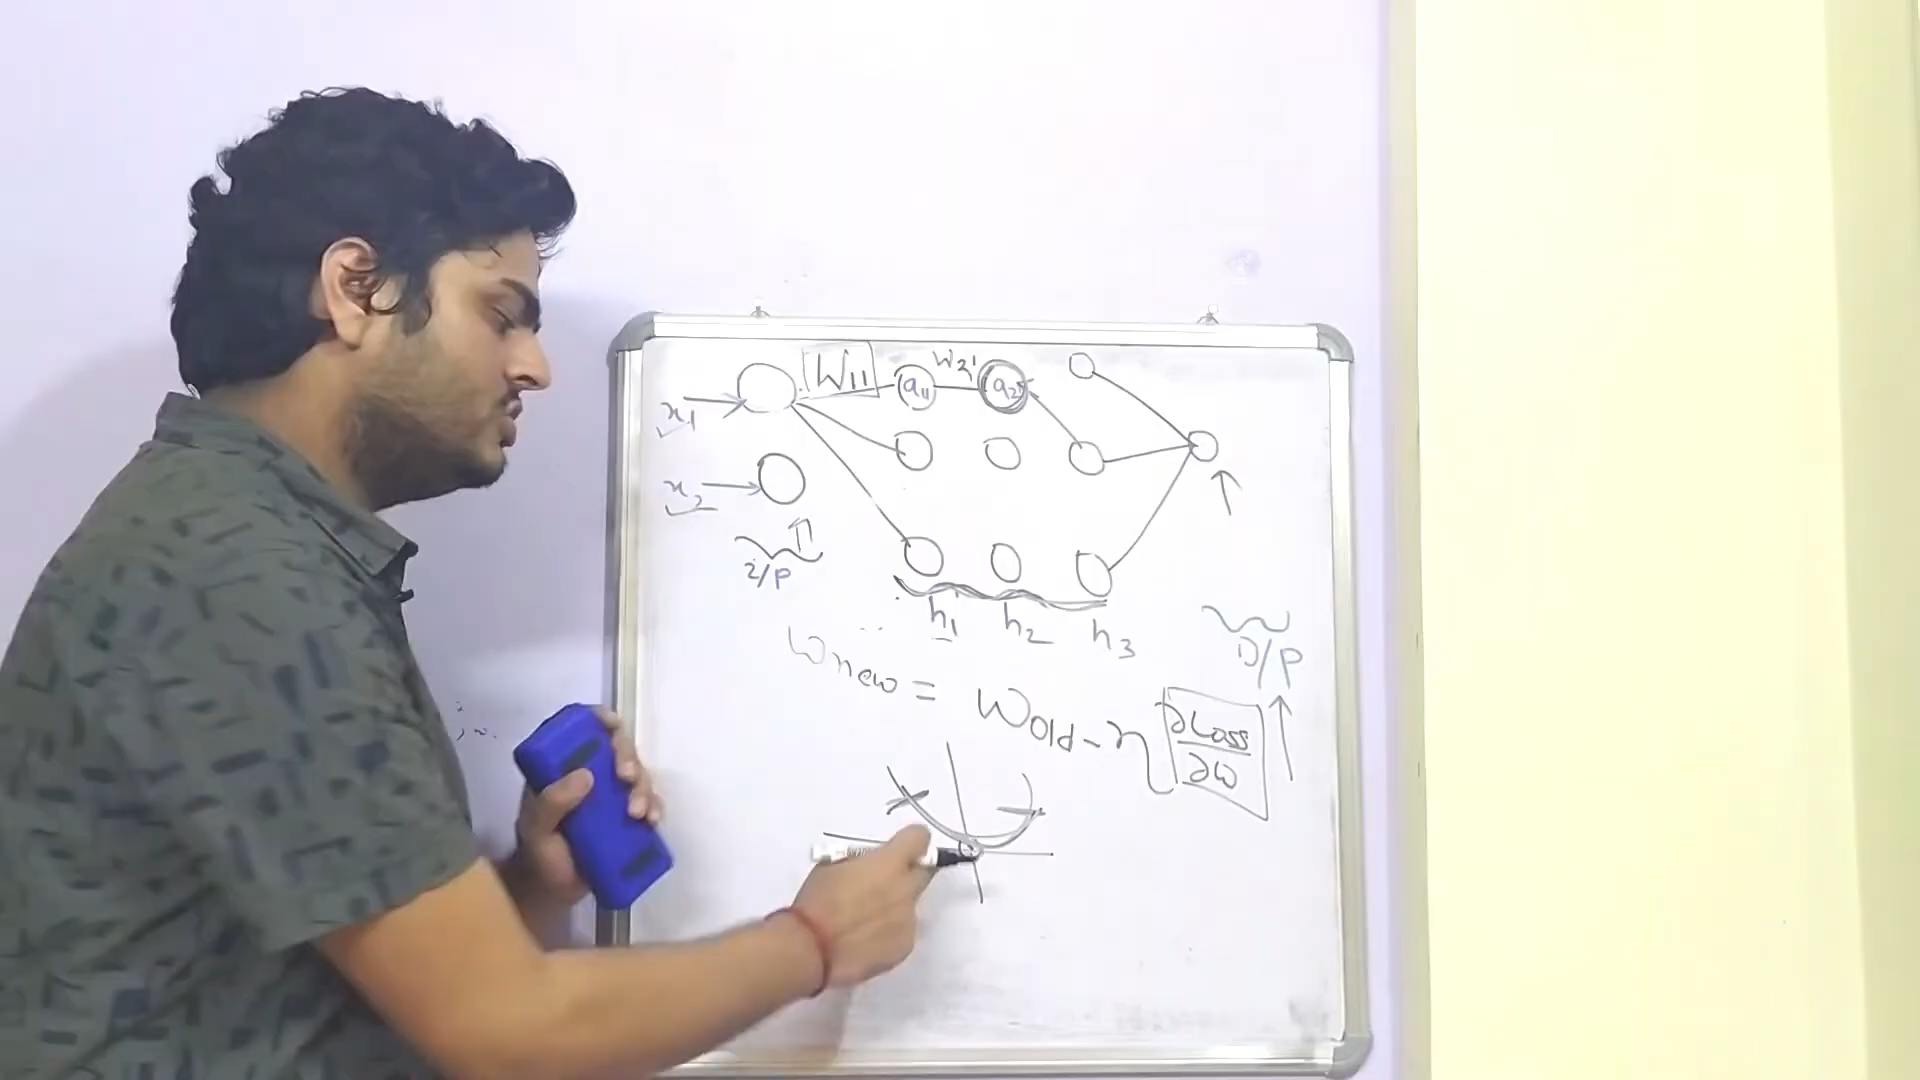 x₁ W₁₁ a₁₁ W₂₁ a₂₁
x₂
i/P
h₁ h₂ h₃
O/P
Wnew = Wold - η ∂Loss/∂w